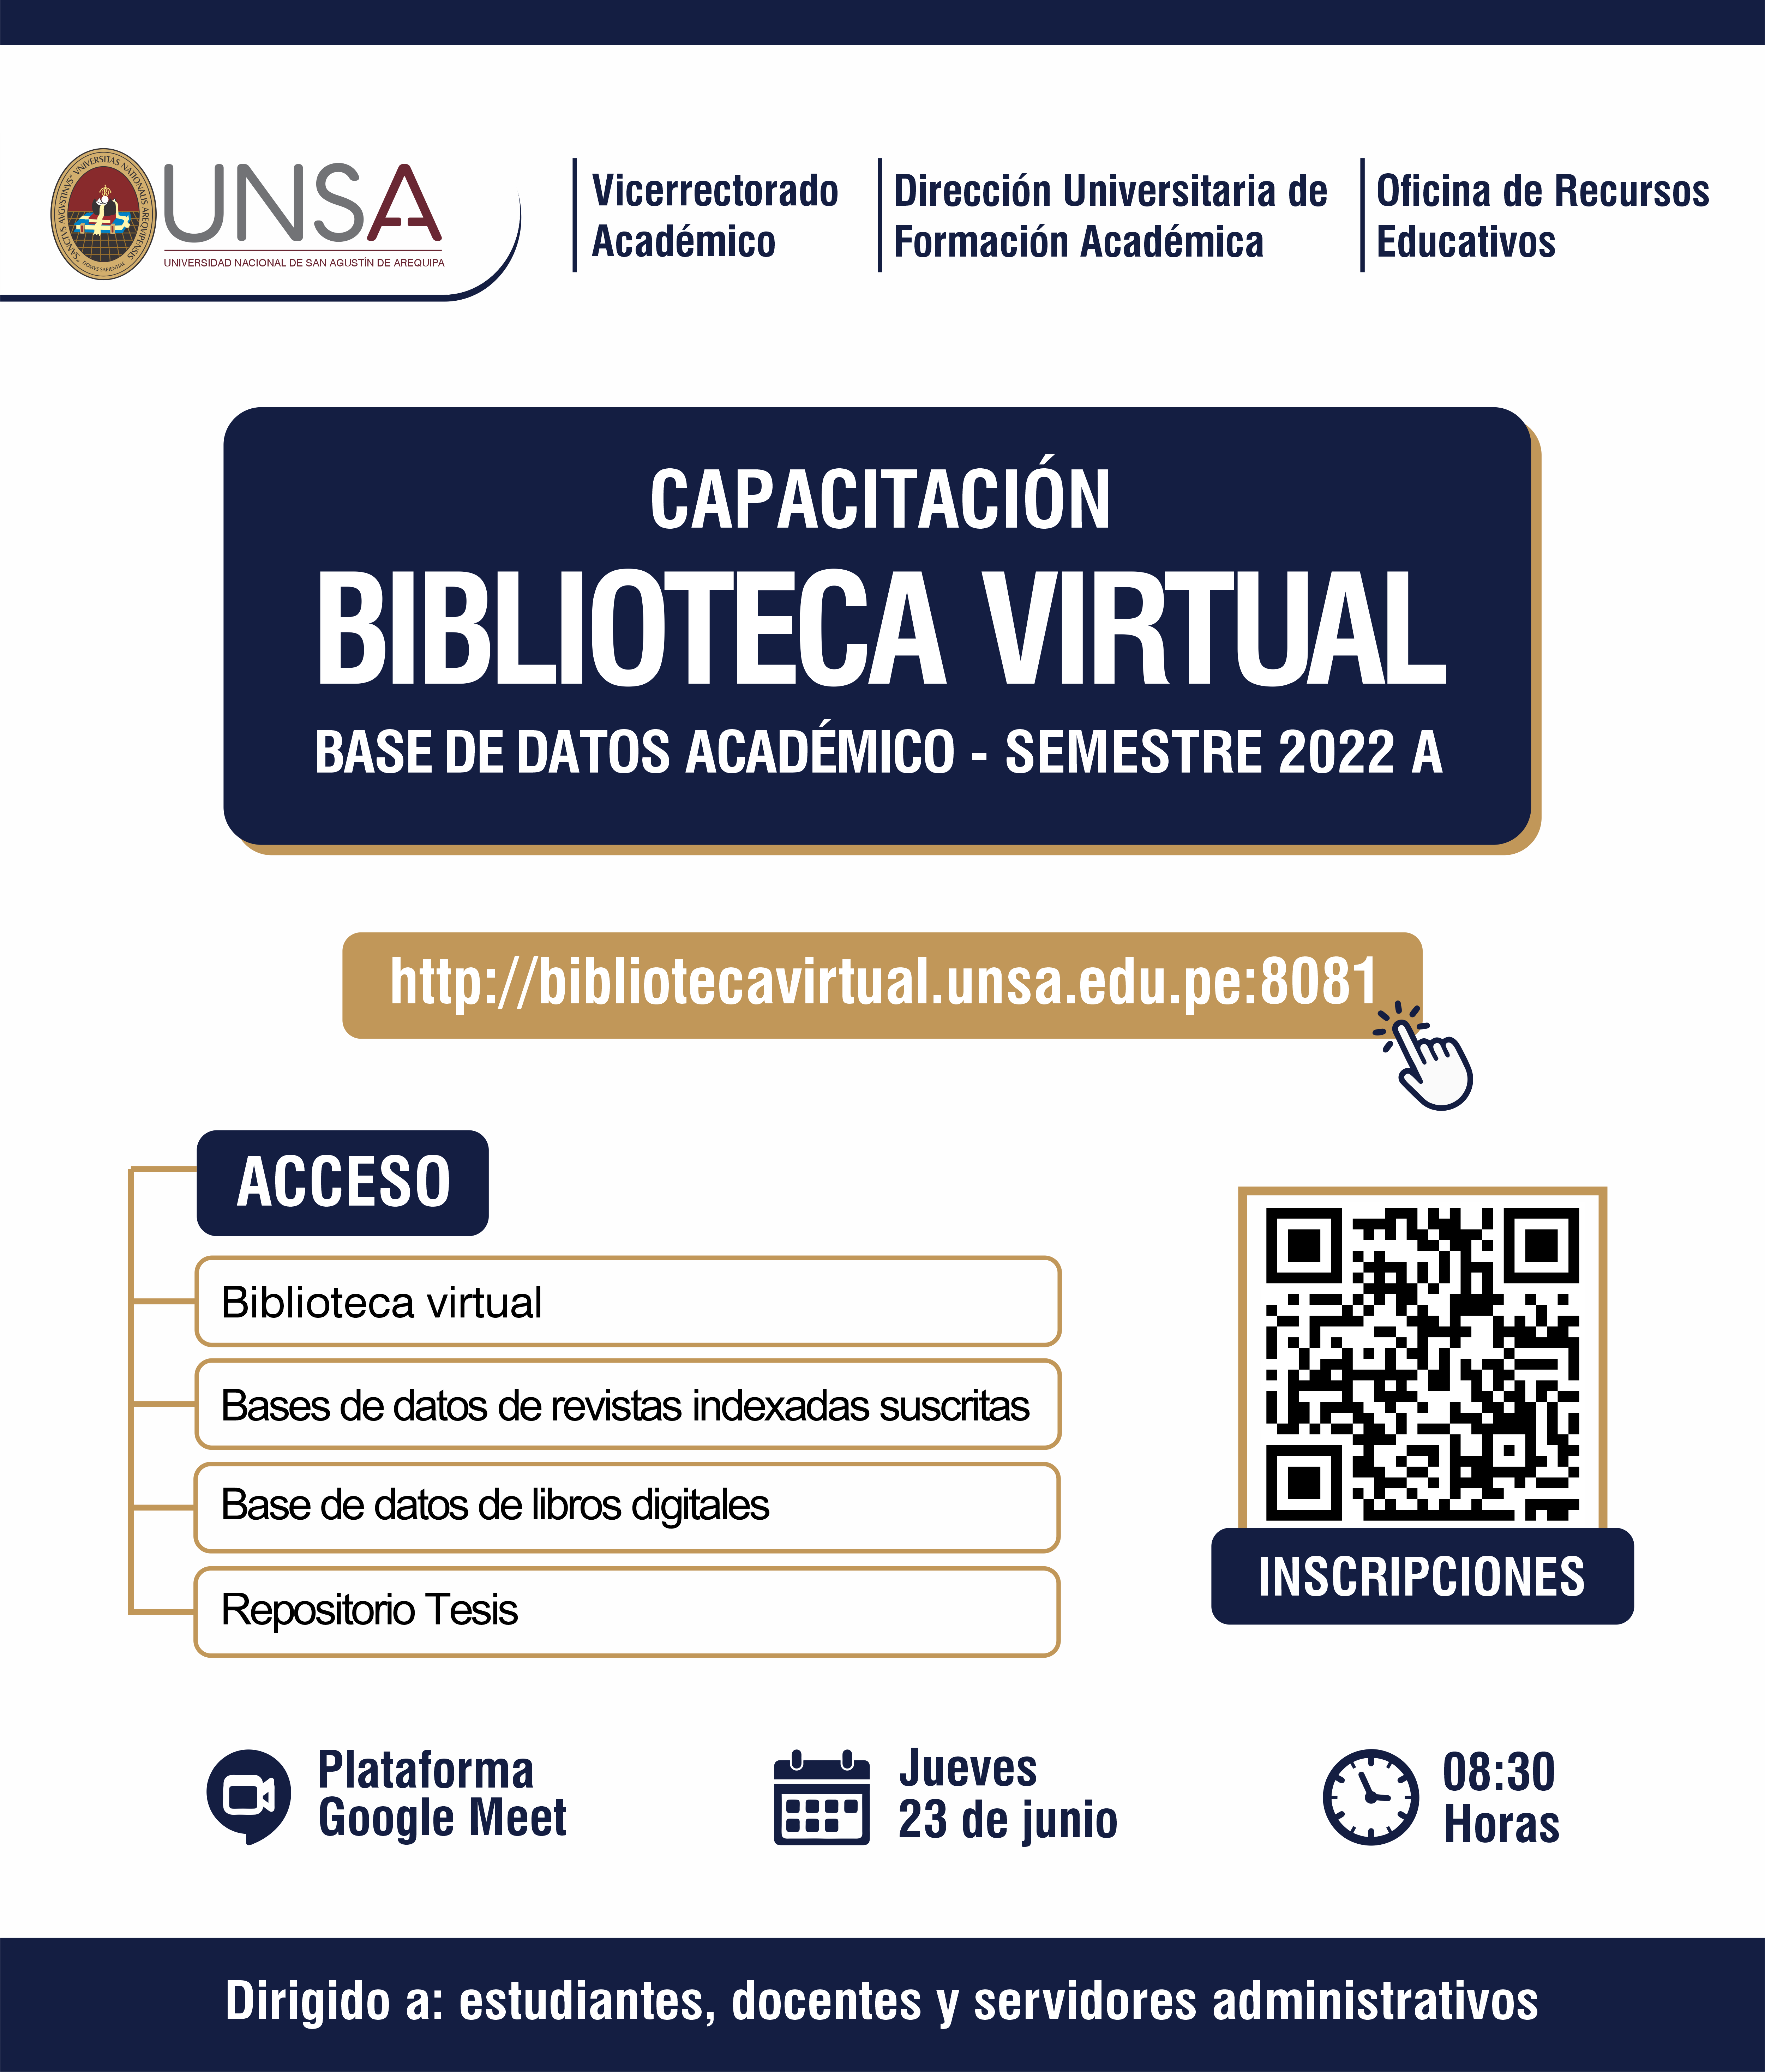 UNSA
UNIVERSIDAD NACIONAL DE SAN AGUSTÍN DE AREQUIPA
Vicerrectorado
Académico
Dirección Universitaria de
Formación Académica
Oficina de Recursos
Educativos
CAPACITACIÓN
BIBLIOTECA VIRTUAL
BASE DE DATOS ACADÉMICO - SEMESTRE 2022 A
http://bibliotecavirtual.unsa.edu.pe:8081
ACCESO
Biblioteca virtual
Bases de datos de revistas indexadas suscritas
Base de datos de libros digitales
Repositorio Tesis
INSCRIPCIONES
Plataforma
Google Meet
Jueves
23 de junio
08:30
Horas
Dirigido a: estudiantes, docentes y servidores administrativos